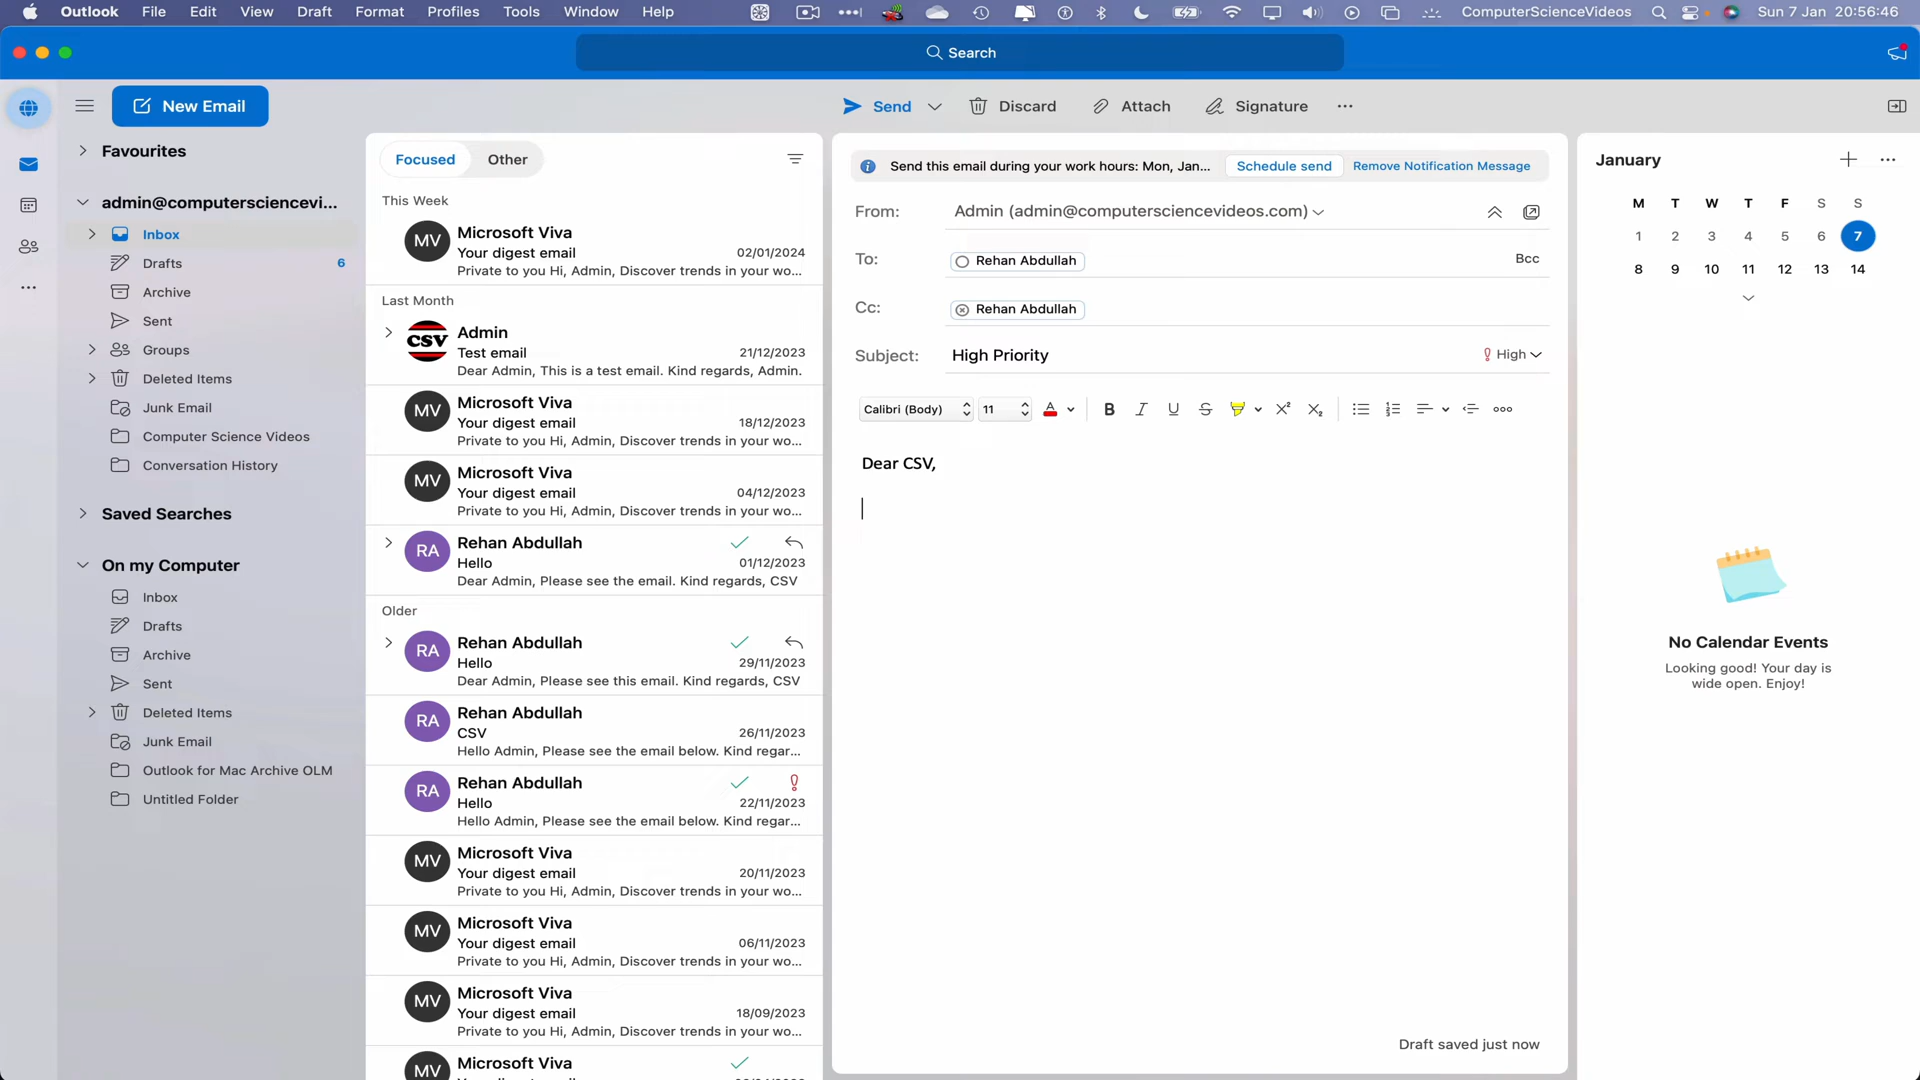 Outlook File Edit View Draft Format Profiles Tools Window Help ComputerScienceVideos Sun 7 Jan 20:56:46
Search
New Email
Send Discard Attach Signature
Favourites
admin@computersciencevi...
Inbox
Drafts 6
Archive
Sent
Groups
Deleted Items
Junk Email
Computer Science Videos
Conversation History
Saved Searches
On my Computer
Inbox
Drafts
Archive
Sent
Deleted Items
Junk Email
Outlook for Mac Archive OLM
Untitled Folder
Focused Other
This Week
MV
Microsoft Viva
Your digest email 02/01/2024
Private to you Hi, Admin, Discover trends in your wo...
Last Month
CSV
Admin
Test email 21/12/2023
Dear Admin, This is a test email. Kind regards, Admin.
MV
Microsoft Viva
Your digest email 18/12/2023
Private to you Hi, Admin, Discover trends in your wo...
MV
Microsoft Viva
Your digest email 04/12/2023
Private to you Hi, Admin, Discover trends in your wo...
RA
Rehan Abdullah
Hello 01/12/2023
Dear Admin, Please see the email. Kind regards, CSV
Older
RA
Rehan Abdullah
Hello 29/11/2023
Dear Admin, Please see this email. Kind regards, CSV
RA
Rehan Abdullah
CSV 26/11/2023
Hello Admin, Please see the email below. Kind regar...
RA
Rehan Abdullah
Hello 22/11/2023
Hello Admin, Please see the email below. Kind regar...
MV
Microsoft Viva
Your digest email 20/11/2023
Private to you Hi, Admin, Discover trends in your wo...
MV
Microsoft Viva
Your digest email 06/11/2023
Private to you Hi, Admin, Discover trends in your wo...
MV
Microsoft Viva
Your digest email 18/09/2023
Private to you Hi, Admin, Discover trends in your wo...
MV
Microsoft Viva
Send this email during your work hours: Mon, Jan... Schedule send Remove Notification Message
From: Admin (admin@computersciencevideos.com)
To: Rehan Abdullah Bcc
Cc: Rehan Abdullah
Subject: High Priority High
Calibri (Body) 11 A B I U S X² X₂
Dear CSV,
Draft saved just now
January
M T W T F S S
1 2 3 4 5 6 7
8 9 10 11 12 13 14
No Calendar Events
Looking good! Your day is
wide open. Enjoy!